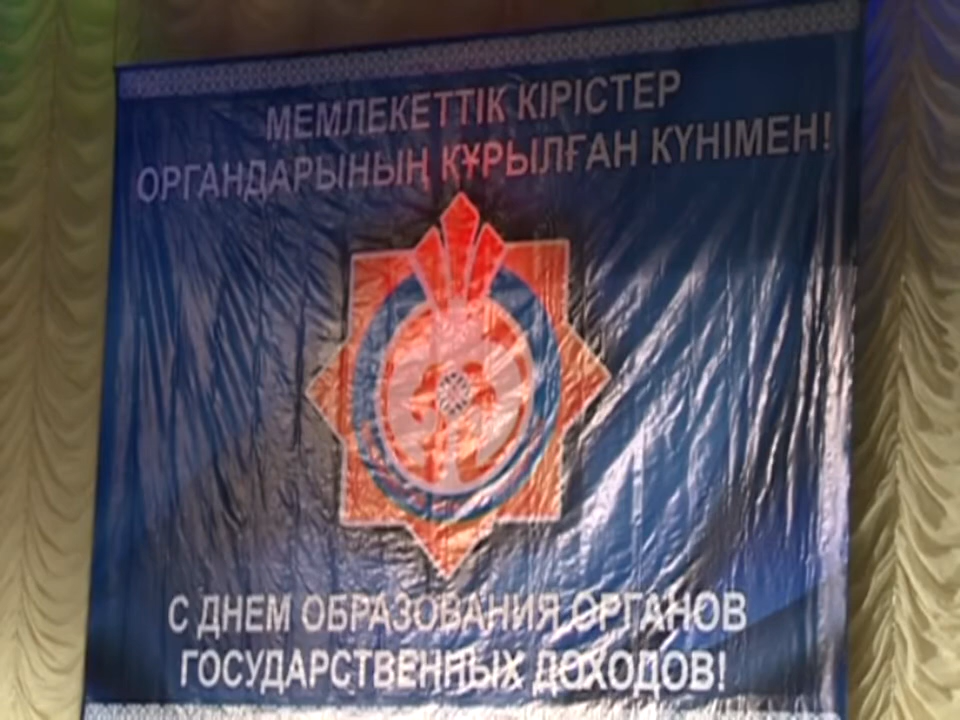 МЕМЛЕКЕТТІК КІРІСТЕР
ОРГАНДАРЫНЫҢ ҚҰРЫЛҒАН КҮНІМЕН!
С ДНЕМ ОБРАЗОВАНИЯ ОРГАНОВ
ГОСУДАРСТВЕННЫХ ДОХОДОВ!